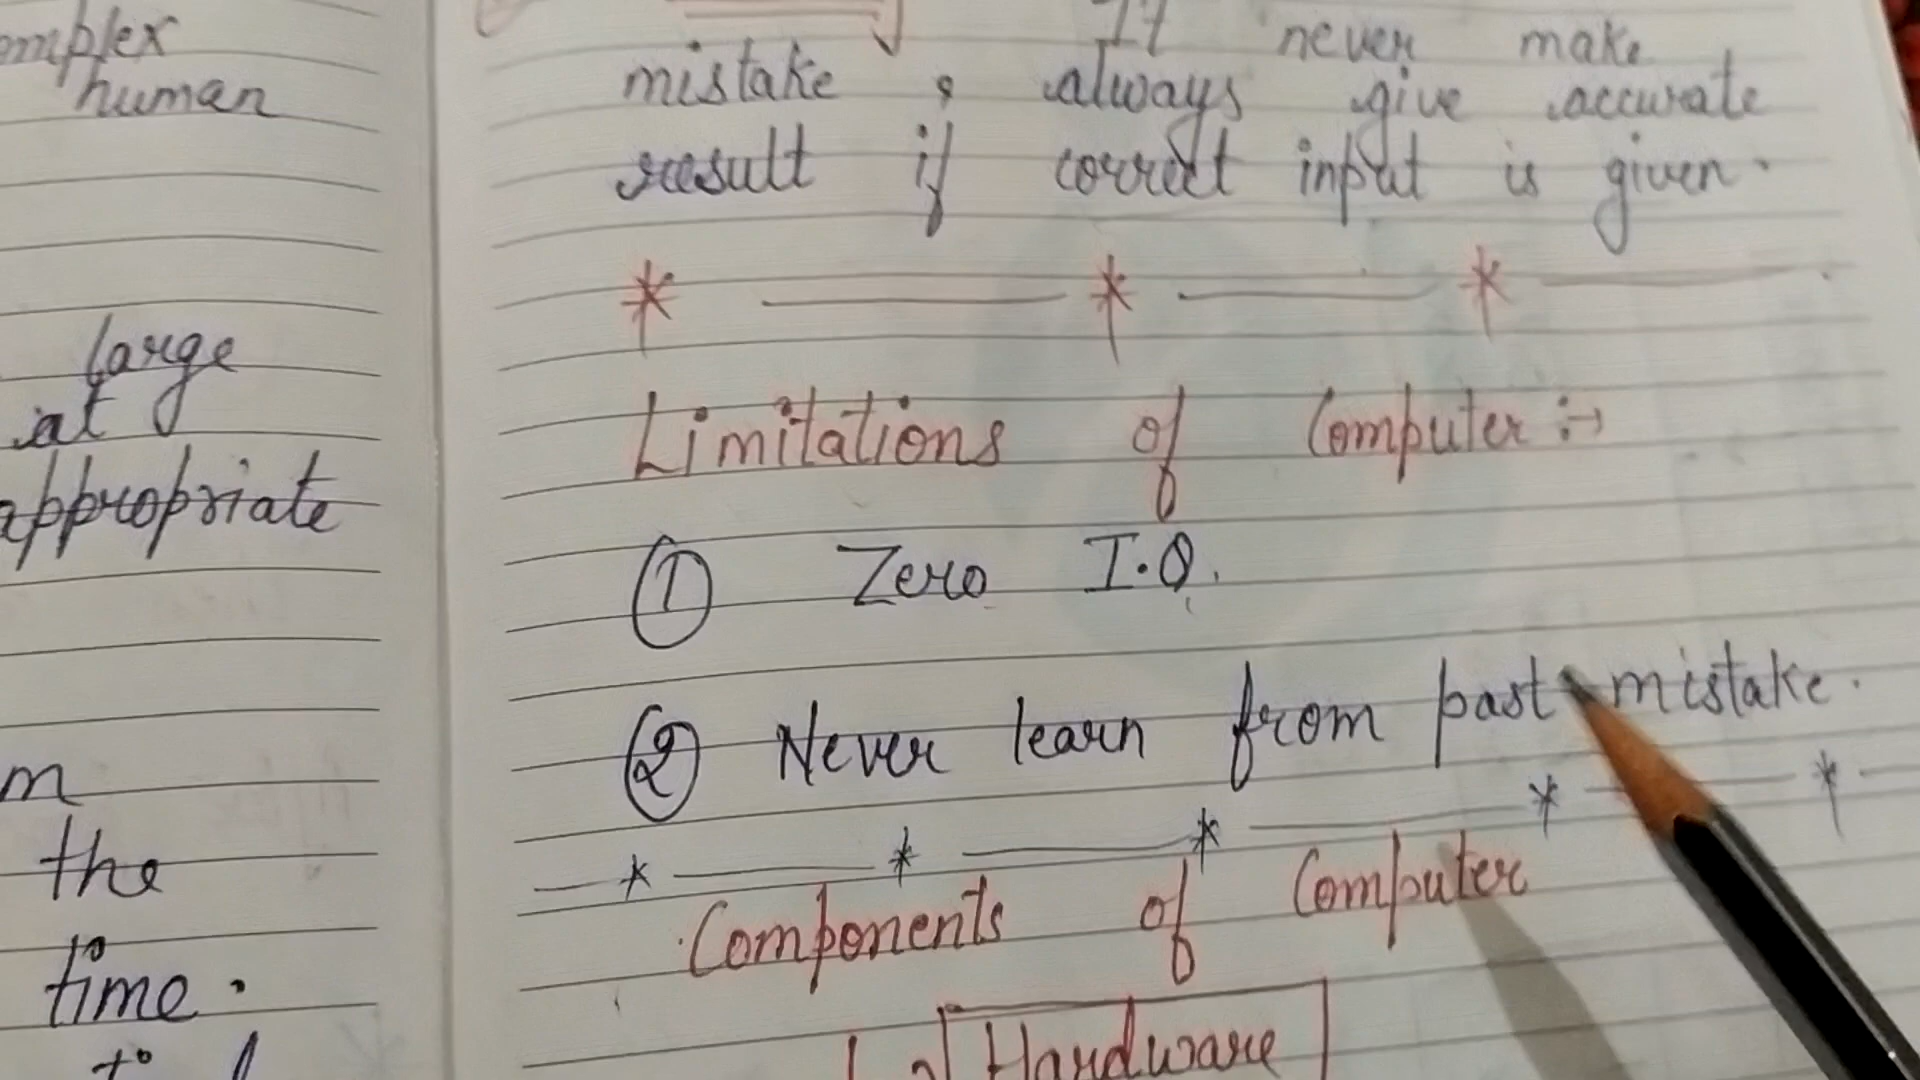 omplex
human
large
at
appropriate
m
the
time.
It never make
mistake, always give accurate
result if correct input is given.
* —— * —— * ——
Limitations of Computer :→
① Zero I.Q.
② Never learn from past mistake.
— * —— * —— * —— * —— * —
Components of Computer
Hardware